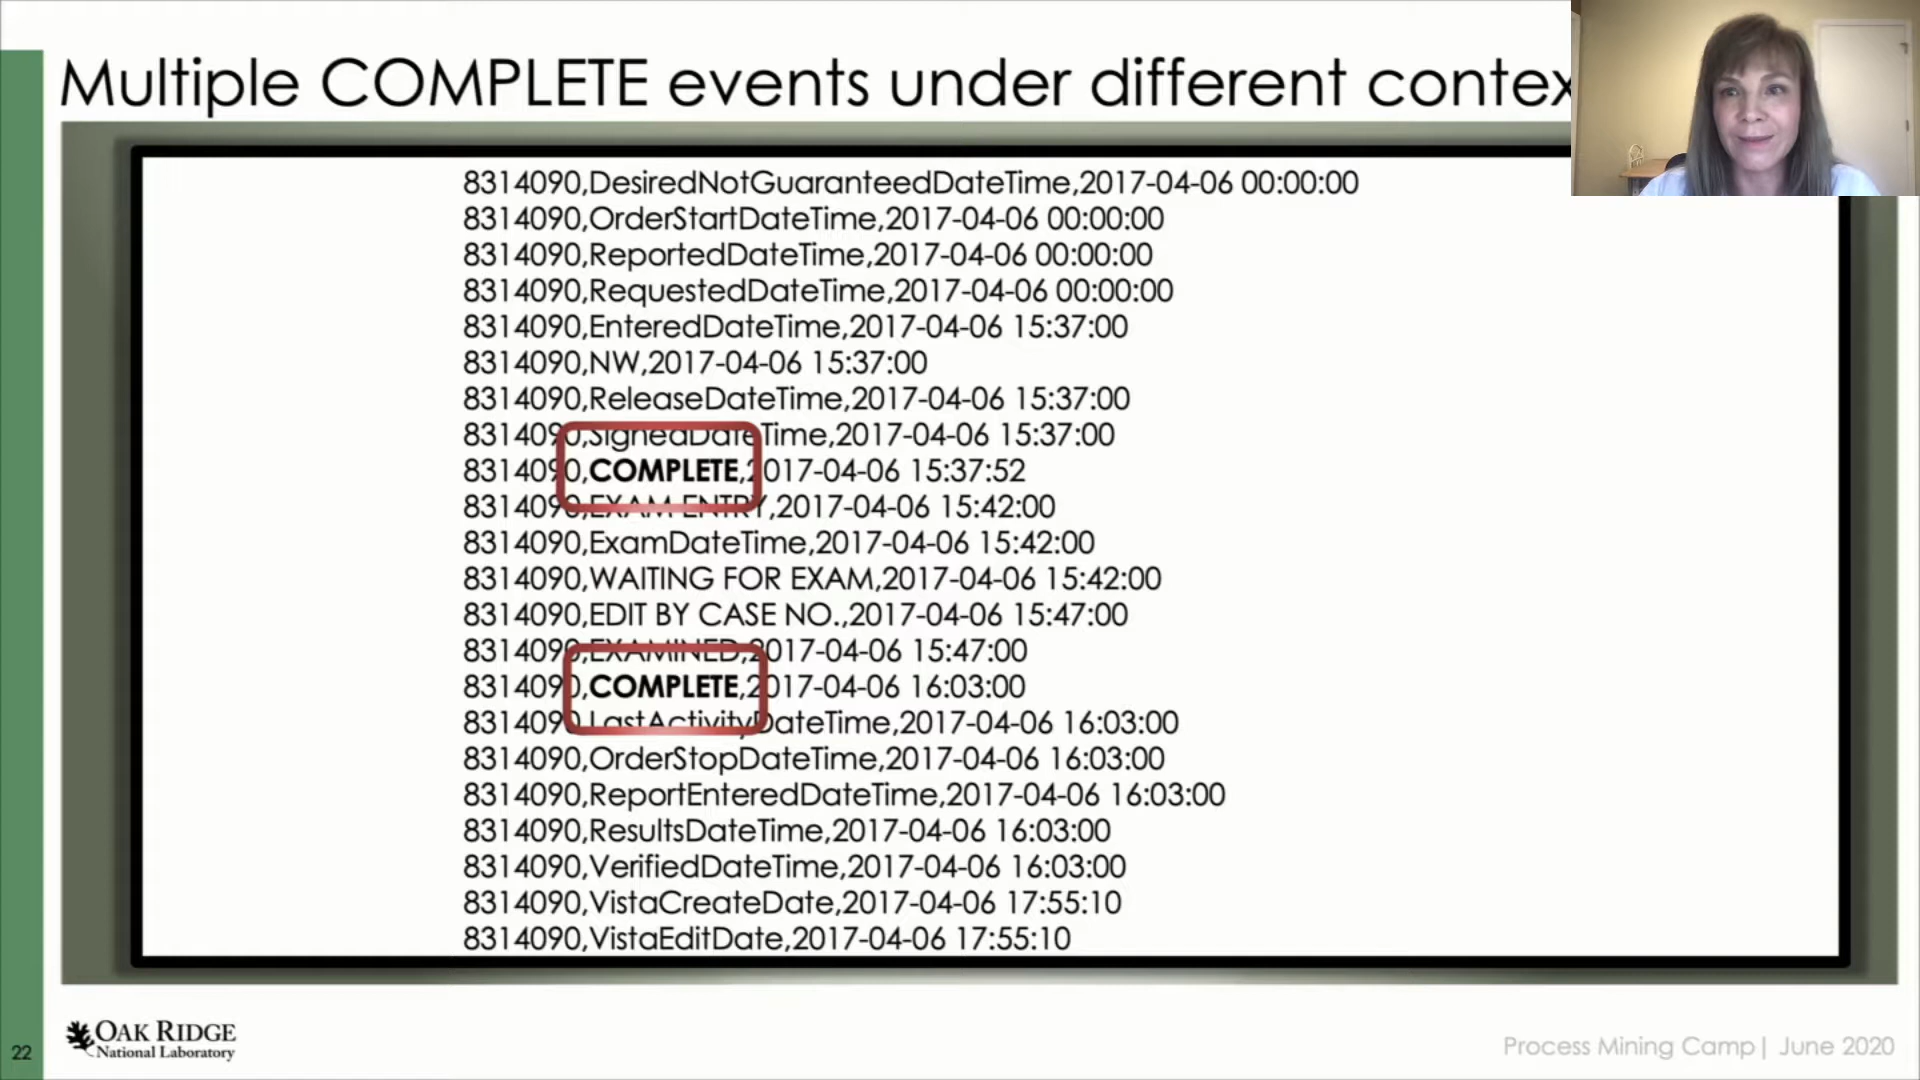 Multiple COMPLETE events under different contex
8314090,DesiredNotGuaranteedDateTime,2017-04-06 00:00:00
8314090,OrderStartDateTime,2017-04-06 00:00:00
8314090,ReportedDateTime,2017-04-06 00:00:00
8314090,RequestedDateTime,2017-04-06 00:00:00
8314090,EnteredDateTime,2017-04-06 15:37:00
8314090,NW,2017-04-06 15:37:00
8314090,ReleaseDateTime,2017-04-06 15:37:00
8314090,SignedDateTime,2017-04-06 15:37:00
8314090,COMPLETE,2017-04-06 15:37:52
8314090,EXAM ENTRY,2017-04-06 15:42:00
8314090,ExamDateTime,2017-04-06 15:42:00
8314090,WAITING FOR EXAM,2017-04-06 15:42:00
8314090,EDIT BY CASE NO.,2017-04-06 15:47:00
8314090,EXAMINED,2017-04-06 15:47:00
8314090,COMPLETE,2017-04-06 16:03:00
8314090,LastActivityDateTime,2017-04-06 16:03:00
8314090,OrderStopDateTime,2017-04-06 16:03:00
8314090,ReportEnteredDateTime,2017-04-06 16:03:00
8314090,ResultsDateTime,2017-04-06 16:03:00
8314090,VerifiedDateTime,2017-04-06 16:03:00
8314090,VistaCreateDate,2017-04-06 17:55:10
8314090,VistaEditDate,2017-04-06 17:55:10
OAK RIDGE
National Laboratory
22
Process Mining Camp| June 2020